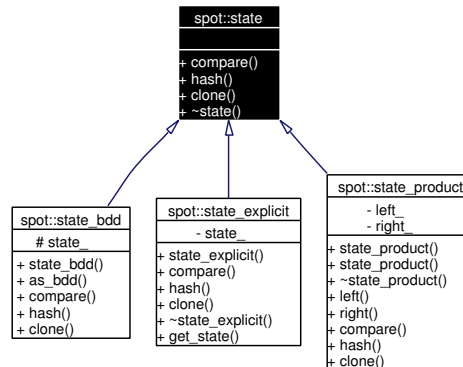 spot::state
+ compare()
+ hash()
+ clone()
+ ~state()
spot::state_bdd
# state_
+ state_bdd()
+ as_bdd()
+ compare()
+ hash()
+ clone()
spot::state_explicit
- state_
+ state_explicit()
+ compare()
+ hash()
+ clone()
+ ~state_explicit()
+ get_state()
spot::state_product
- left_
- right_
+ state_product()
+ state_product()
+ ~state_product()
+ left()
+ right()
+ compare()
+ hash()
+ clone()